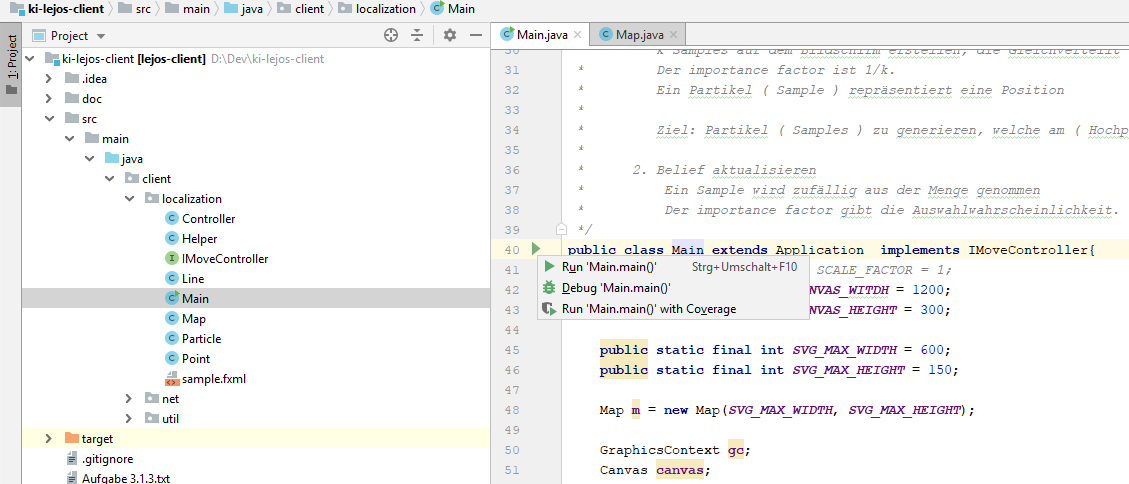 ki-lejos-client src main java client localization Main
1: Project
Project
ki-lejos-client [lejos-client] D:\Dev\ki-lejos-client
.idea
doc
src
main
java
client
localization
Controller
Helper
IMoveController
Line
Main
Map
Particle
Point
sample.fxml
net
util
target
.gitignore
Aufgabe 3.1.3.txt
Main.java Map.java
31 * Der importance factor ist 1/k.
32 * Ein Partikel ( Sample ) repräsentiert eine Position
33 *
34 * Ziel: Partikel ( Samples ) zu generieren, welche am ( Hochp
35 *
36 * 2. Belief aktualisieren
37 * Ein Sample wird zufällig aus der Menge genommen
38 * Der importance factor gibt die Auswahlwahrscheinlichkeit.
39 */
40 public class Main extends Application implements IMoveController{
41 SCALE_FACTOR = 1;
42 NVAS_WITDH = 1200;
43 NVAS_HEIGHT = 300;
Run 'Main.main()' Strg+Umschalt+F10
Debug 'Main.main()'
Run 'Main.main()' with Coverage
44
45 public static final int SVG_MAX_WIDTH = 600;
46 public static final int SVG_MAX_HEIGHT = 150;
47
48 Map m = new Map(SVG_MAX_WIDTH, SVG_MAX_HEIGHT);
49
50 GraphicsContext gc;
51 Canvas canvas;